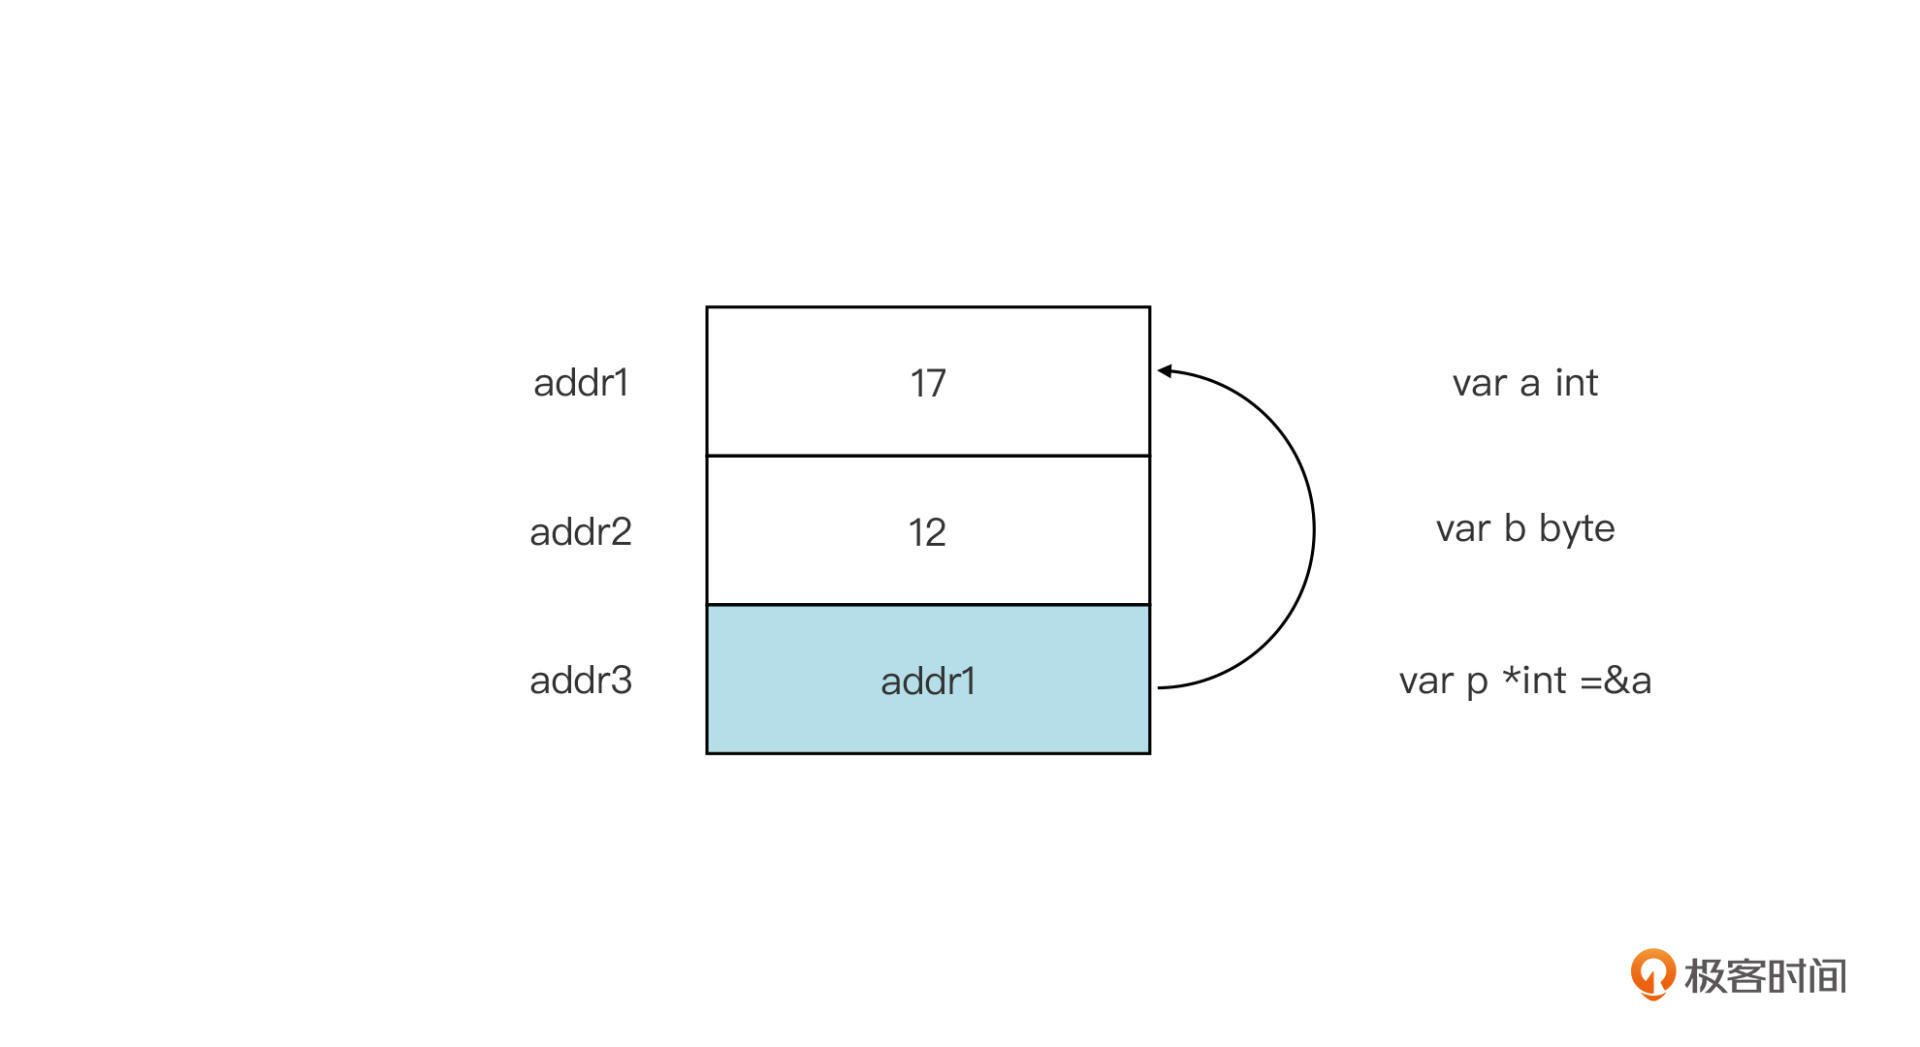 addr1 17 var a int
addr2 12 var b byte
addr3 addr1 var p *int =&a
极客时间